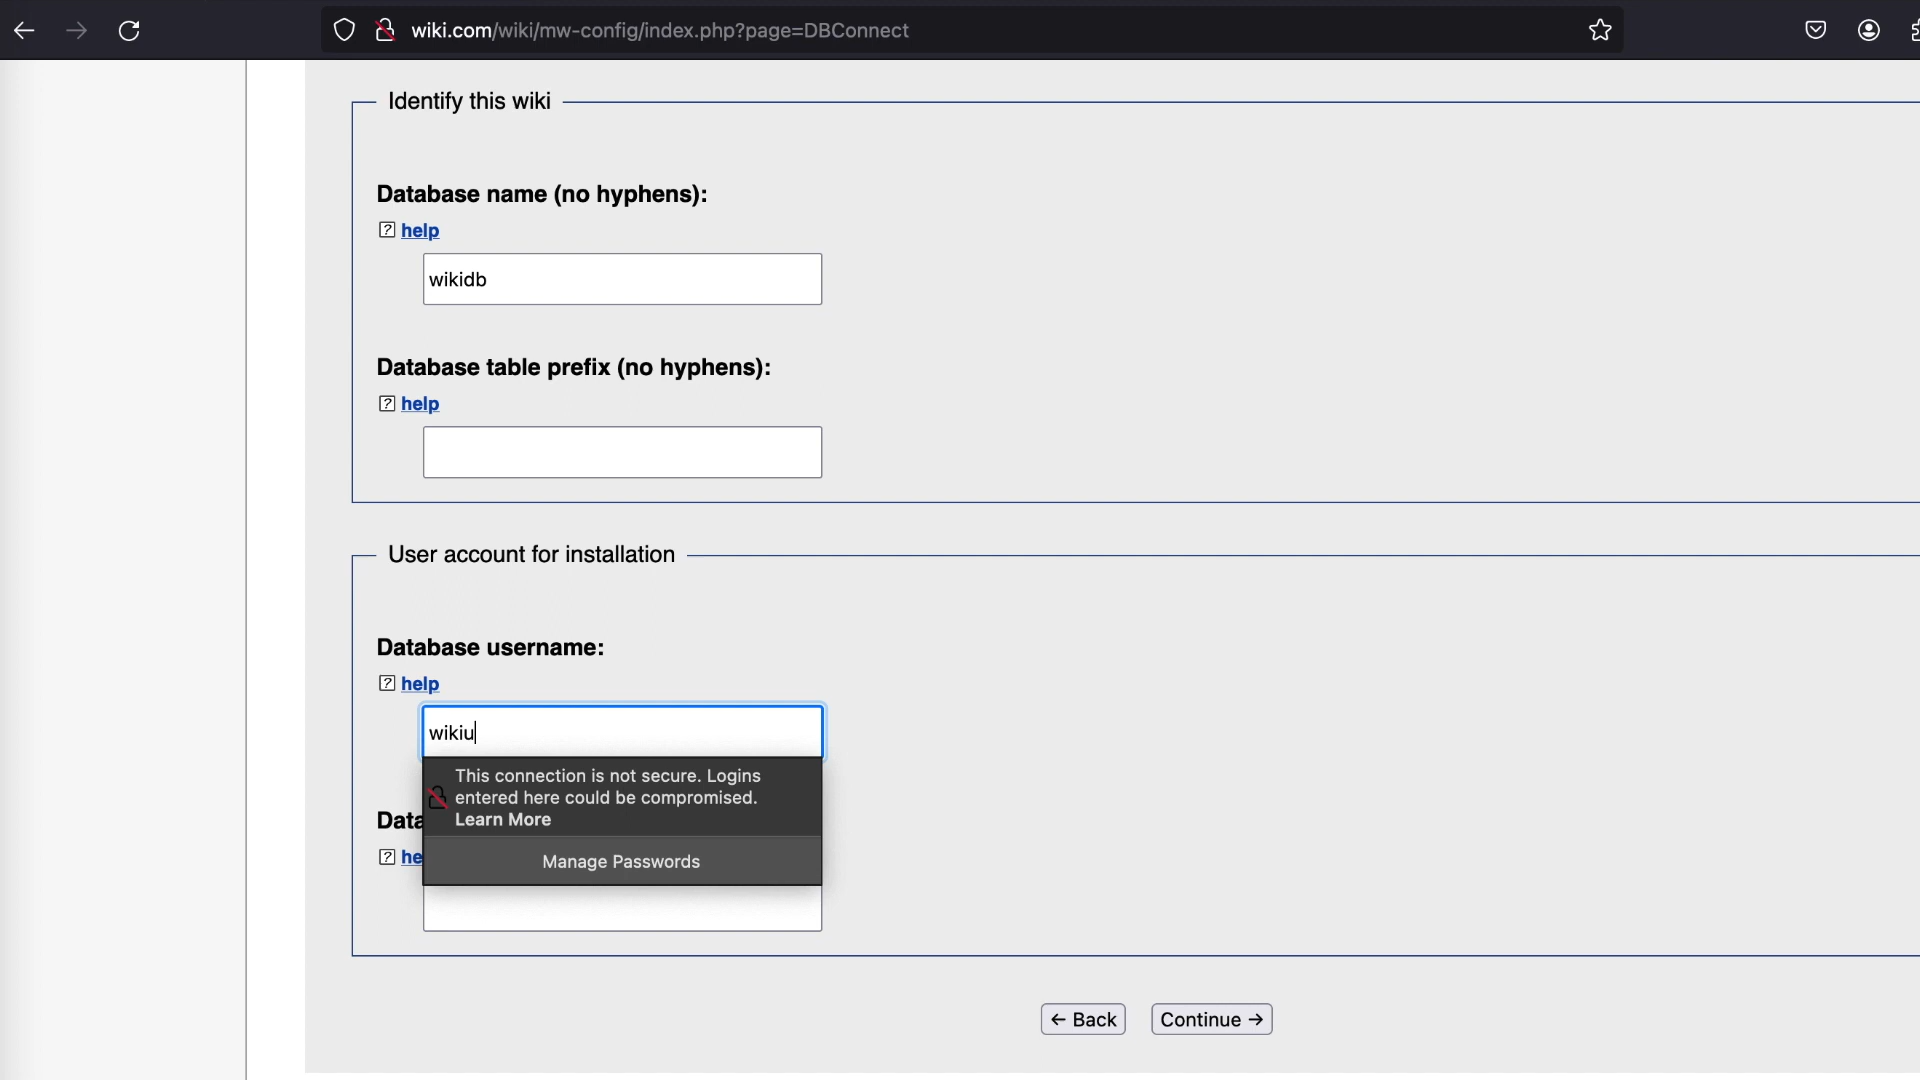 wiki.com/wiki/mw-config/index.php?page=DBConnect
Identify this wiki
Database name (no hyphens):
? help
wikidb
Database table prefix (no hyphens):
? help
User account for installation
Database username:
? help
wikiu
This connection is not secure. Logins
entered here could be compromised.
Learn More
Data
? he
Manage Passwords
← Back
Continue →